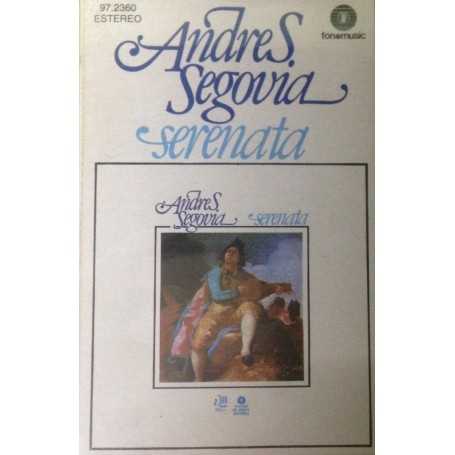 97.2360
ESTEREO
fonomusic
Andres
Segovia
serenata
Andres
Segovia
serenata